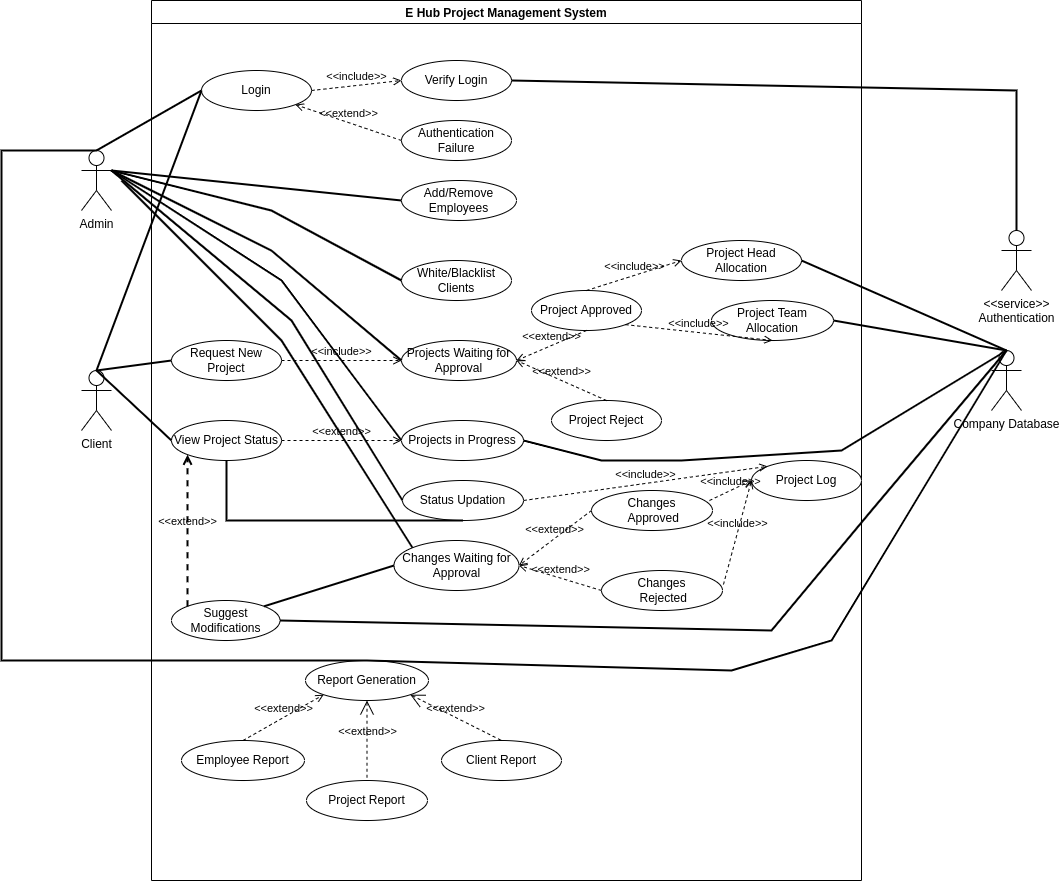 E Hub Project Management System
Login
<<include>>
Verify Login
<<extend>>
Authentication
Failure
Admin
Add/Remove
Employees
White/Blacklist
Clients
Project Head
Allocation
<<include>>
Project Approved
Project Team
Allocation
<<include>>
<<service>>
Authentication
<<extend>>
Request New
Project
<<include>>
Projects Waiting for
Approval
<<extend>>
Project Reject
Client
View Project Status
<<extend>>
Projects in Progress
Company Database
<<include>>
Project Log
<<include>>
Status Updation
Changes
Approved
<<include>>
<<extend>>
<<extend>>
Changes Waiting for
Approval
<<extend>>
Changes
Rejected
Suggest
Modifications
Report Generation
<<extend>>
<<extend>>
<<extend>>
Employee Report
Client Report
Project Report